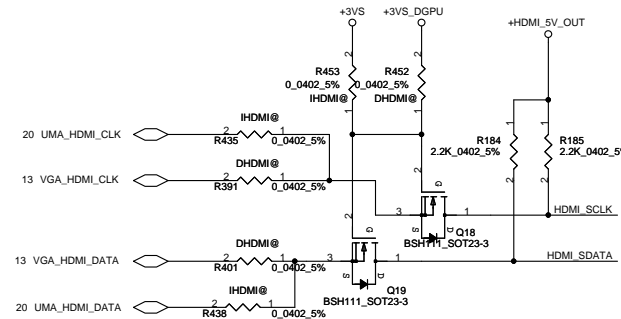 +3VS
+3VS_DGPU
+HDMI_5V_OUT
2
2
R453
0_0402_5%
IHDMI@
R452
0_0402_5%
DHDMI@
1
1
IHDMI@
20 UMA_HDMI_CLK
2 1
R435 0_0402_5%
1
1
R184
2.2K_0402_5%
R185
2.2K_0402_5%
DHDMI@
13 VGA_HDMI_CLK
2 1
R391 0_0402_5%
2
2
2
G
3
1
HDMI_SCLK
S
D
Q18
BSH111_SOT23-3
2
G
DHDMI@
13 VGA_HDMI_DATA
2 1
R401 0_0402_5%
3
1
HDMI_SDATA
S
D
Q19
BSH111_SOT23-3
IHDMI@
20 UMA_HDMI_DATA
2 1
R438 0_0402_5%